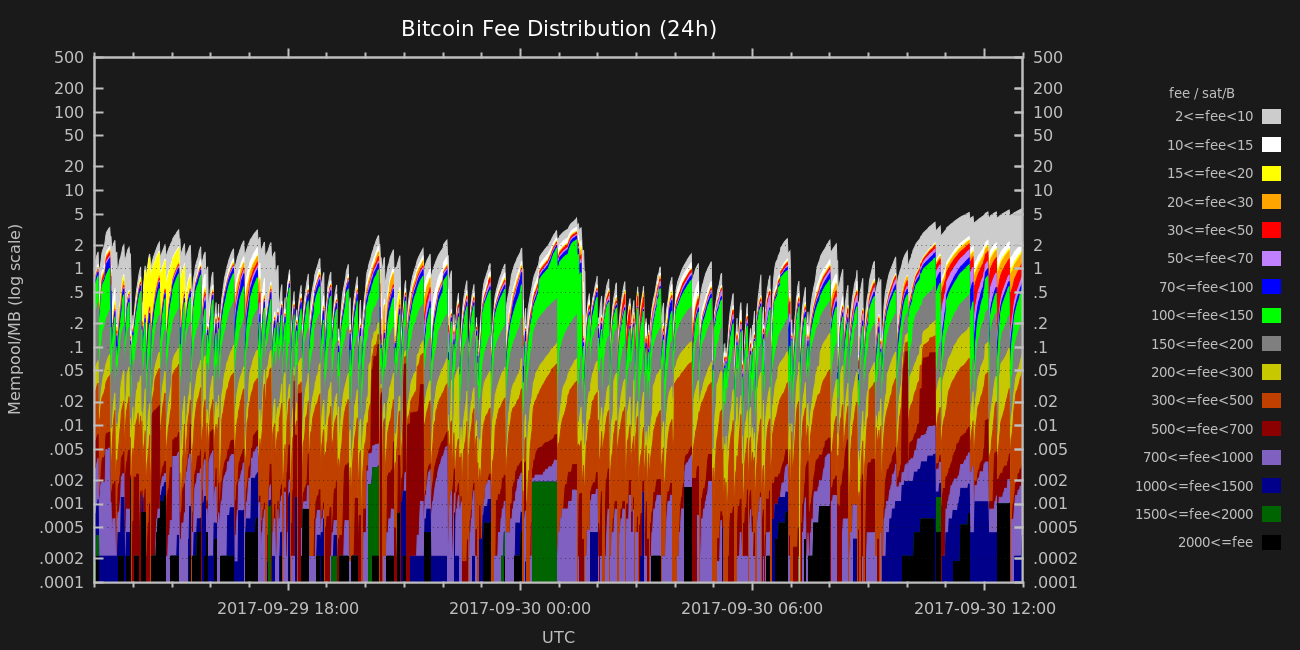 Bitcoin Fee Distribution (24h)
Mempool/MB (log scale)
500
200
100
50
20
10
5
2
1
.5
.2
.1
.05
.02
.01
.005
.002
.001
.0005
.0002
.0001
500
200
100
50
20
10
5
2
1
.5
.2
.1
.05
.02
.01
.005
.002
.001
.0005
.0002
.0001
2017-09-29 18:00
2017-09-30 00:00
2017-09-30 06:00
2017-09-30 12:00
UTC
fee / sat/B
2<=fee<10
10<=fee<15
15<=fee<20
20<=fee<30
30<=fee<50
50<=fee<70
70<=fee<100
100<=fee<150
150<=fee<200
200<=fee<300
300<=fee<500
500<=fee<700
700<=fee<1000
1000<=fee<1500
1500<=fee<2000
2000<=fee